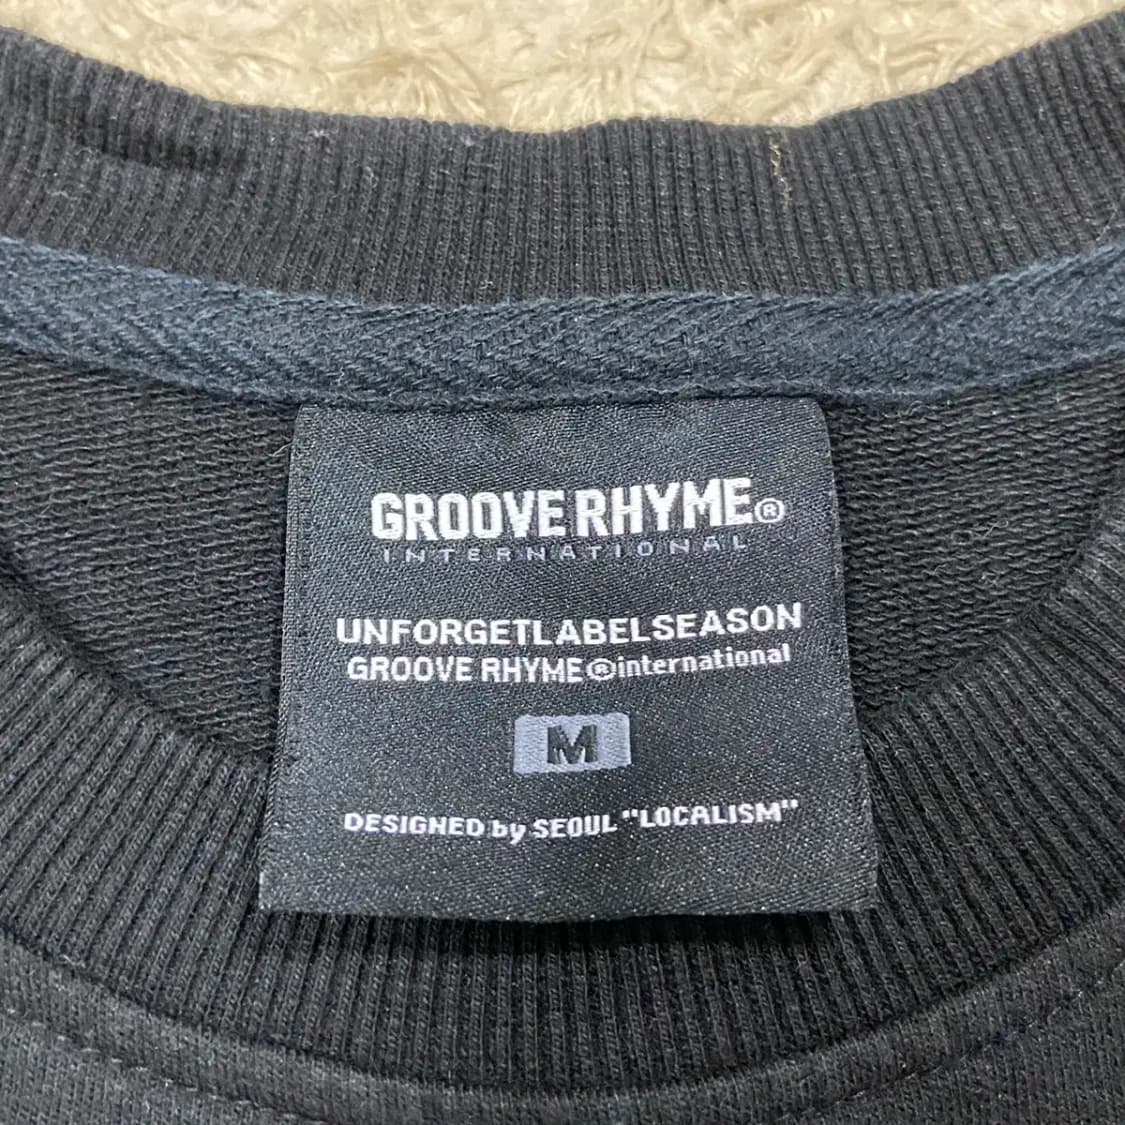 GROOVE RHYME®
INTERNATIONAL
UNFORGETLABELSEASON
GROOVE RHYME®international
M
DESIGNED by SEOUL "LOCALISM"